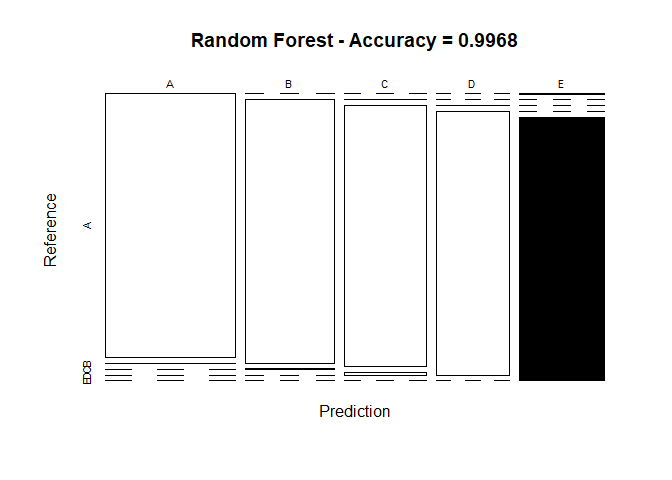 Random Forest - Accuracy = 0.9968
A B C D E
Reference
A
EDCB
Prediction